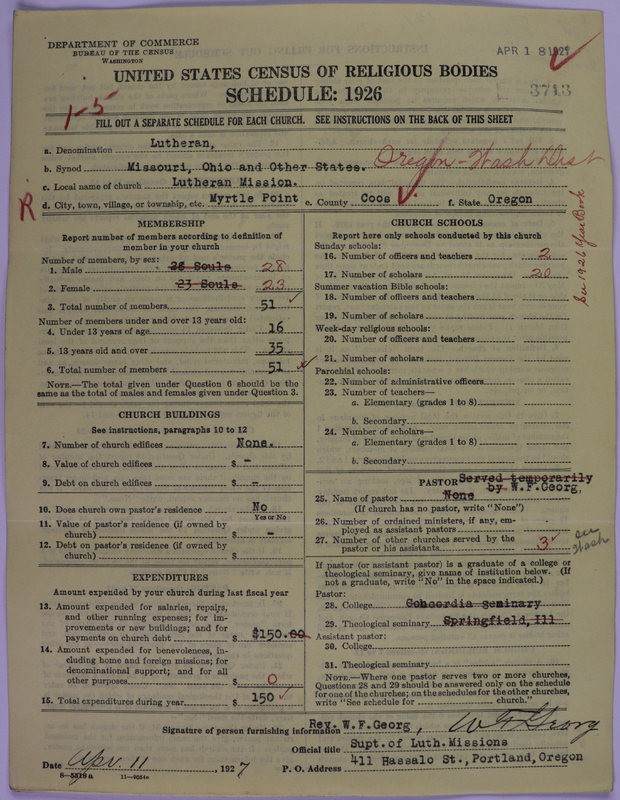 DEPARTMENT OF COMMERCE
BUREAU OF THE CENSUS
WASHINGTON
APR 18 1927
3713
UNITED STATES CENSUS OF RELIGIOUS BODIES
SCHEDULE: 1926
1-5
FILL OUT A SEPARATE SCHEDULE FOR EACH CHURCH. SEE INSTRUCTIONS ON THE BACK OF THIS SHEET
a. Denomination Lutheran,
b. Synod Missouri, Ohio and Other States. Oregon-Wash Dist
c. Local name of church Lutheran Mission.
R
d. City, town, village, or township, etc. Myrtle Point e. County Coos f. State Oregon
MEMBERSHIP
Report number of members according to definition of
member in your church
Number of members, by sex:
1. Male 28 Souls 28
2. Female 23 Souls 23
3. Total number of members 51
Number of members under and over 13 years old:
4. Under 13 years of age 16
5. 13 years old and over 35
6. Total number of members 51
NOTE.—The total given under Question 6 should be the
same as the total of males and females given under Question 3.
CHURCH BUILDINGS
See instructions, paragraphs 10 to 12
7. Number of church edifices None.
8. Value of church edifices $ -
9. Debt on church edifices $ -
10. Does church own pastor's residence? No
Yes or No
11. Value of pastor's residence (if owned by
church) $ -
12. Debt on pastor's residence (if owned by
church) $
EXPENDITURES
Amount expended by your church during last fiscal year
13. Amount expended for salaries, repairs,
and other running expenses; for im-
provements or new buildings; and for
payments on church debt $ $150.00
14. Amount expended for benevolences, in-
cluding home and foreign missions; for
denominational support; and for all
other purposes $ 0
15. Total expenditures during year $ 150
CHURCH SCHOOLS
Report here only schools conducted by this church
Sunday schools:
16. Number of officers and teachers 2
17. Number of scholars 20
See 1926 Year Book
Summer vacation Bible schools:
18. Number of officers and teachers
19. Number of scholars
Week-day religious schools:
20. Number of officers and teachers
21. Number of scholars
Parochial schools:
22. Number of administrative officers
23. Number of teachers—
a. Elementary (grades 1 to 8)
b. Secondary
24. Number of scholars—
a. Elementary (grades 1 to 8)
b. Secondary
PASTOR Served temporarily
by W.F.Georg,
25. Name of pastor None
(If church has no pastor, write "None")
26. Number of ordained ministers, if any, em-
ployed as assistant pastors
27. Number of other churches served by the
pastor or his assistants 3 see
Wash
If pastor (or assistant pastor) is a graduate of a college or
theological seminary, give name of institution below. (If
not a graduate, write "No" in the space indicated.)
Pastor:
28. College Concordia seminary
29. Theological seminary Springfield, Ill
Assistant pastor:
30. College
31. Theological seminary
NOTE.—Where one pastor serves two or more churches,
Questions 28 and 29 should be answered only on the schedule
for one of the churches; on the schedules for the other churches,
write "See schedule for church."
Signature of person furnishing information Rev. W.F.Georg, W F Georg
Official title Supt.of Luth.Missions
Date Apr. 11, 1927 P. O. Address 411 Hassalo St., Portland, Oregon
8—5518a